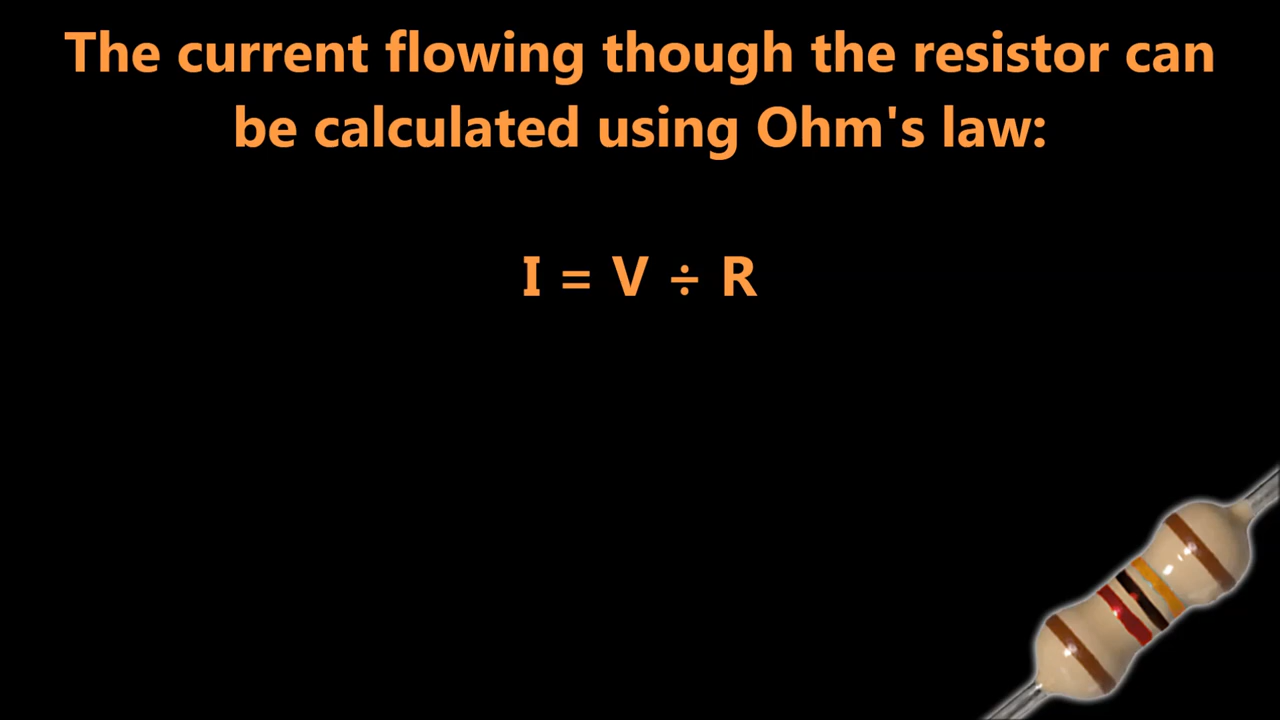 The current flowing though the resistor can
be calculated using Ohm's law:
I = V ÷ R